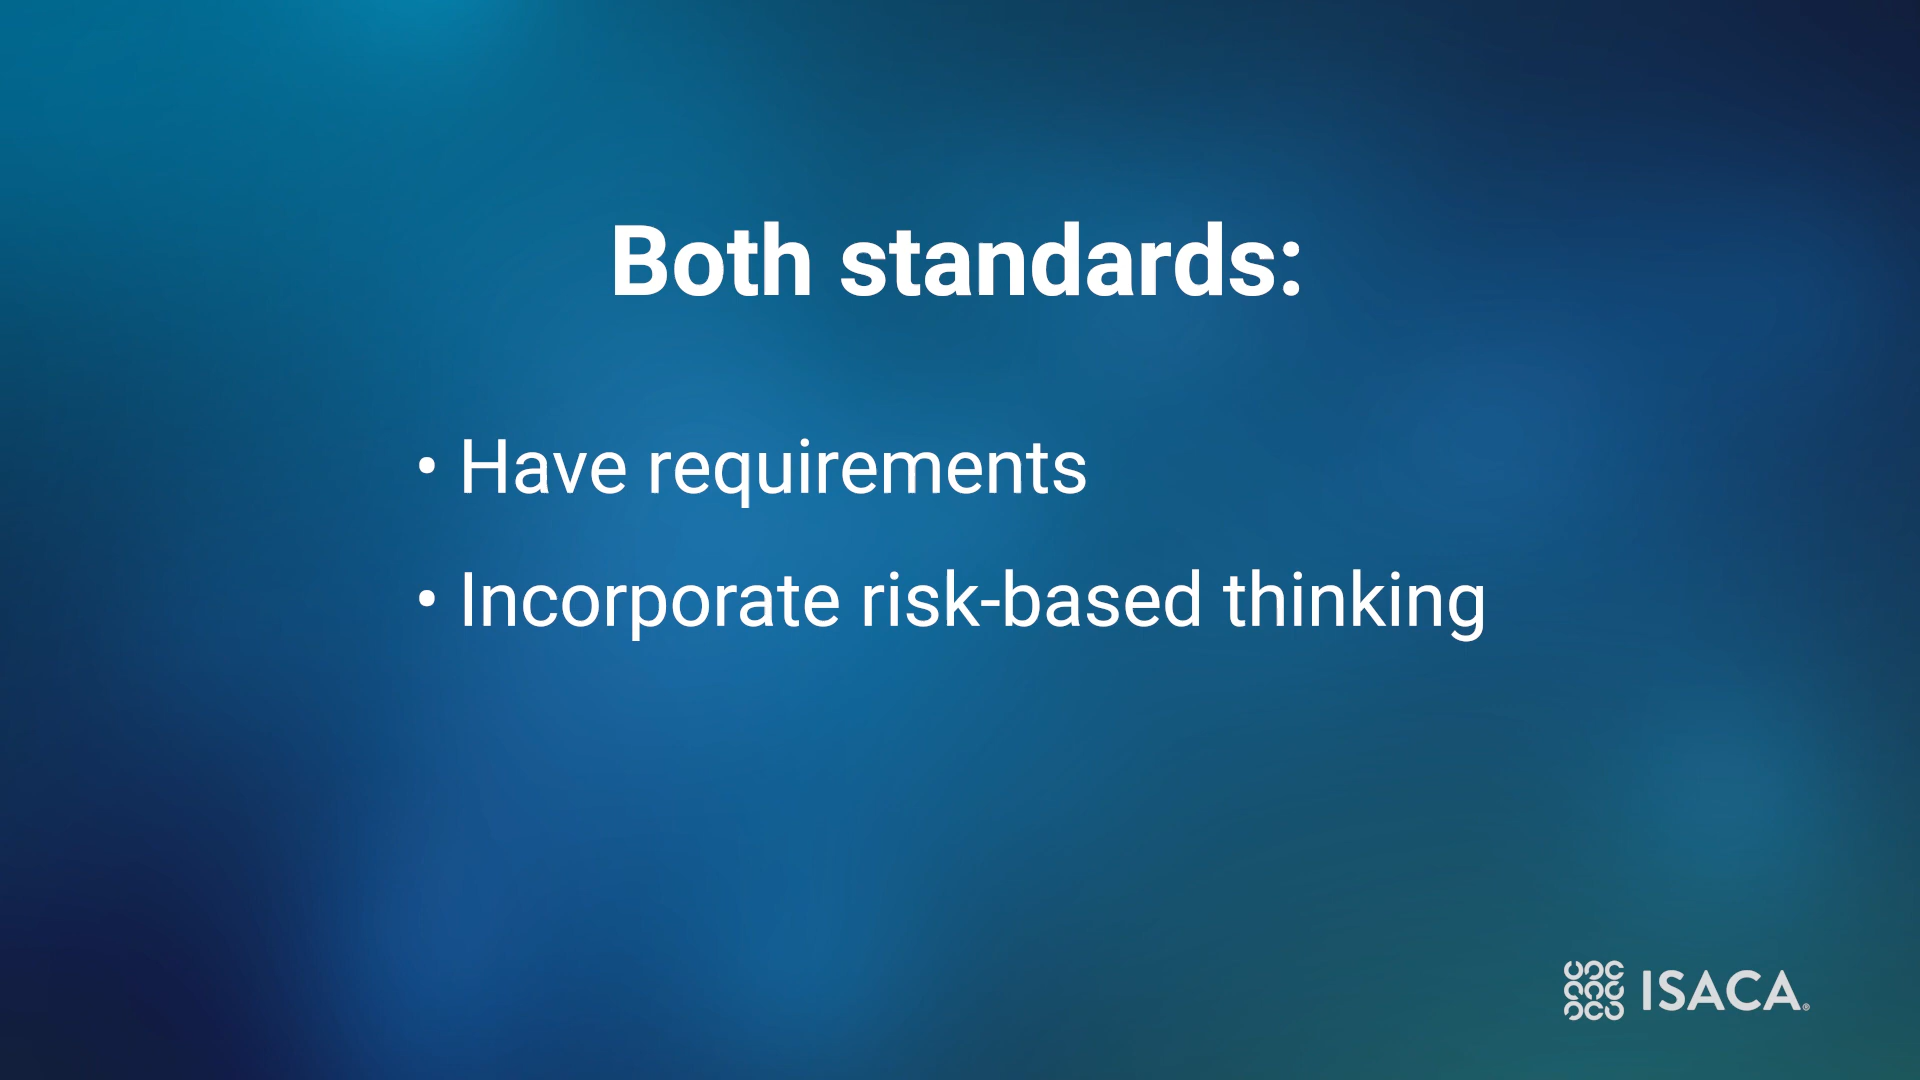 Both standards:
• Have requirements
• Incorporate risk-based thinking
ISACA®